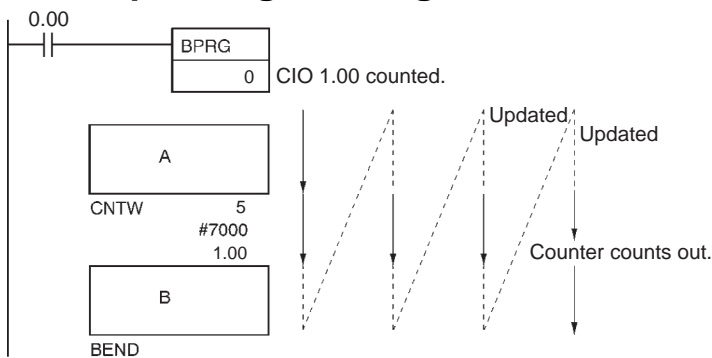 0.00
BPRG
0 CIO 1.00 counted.
Updated
Updated
A
CNTW 5
#7000
1.00
Counter counts out.
B
BEND